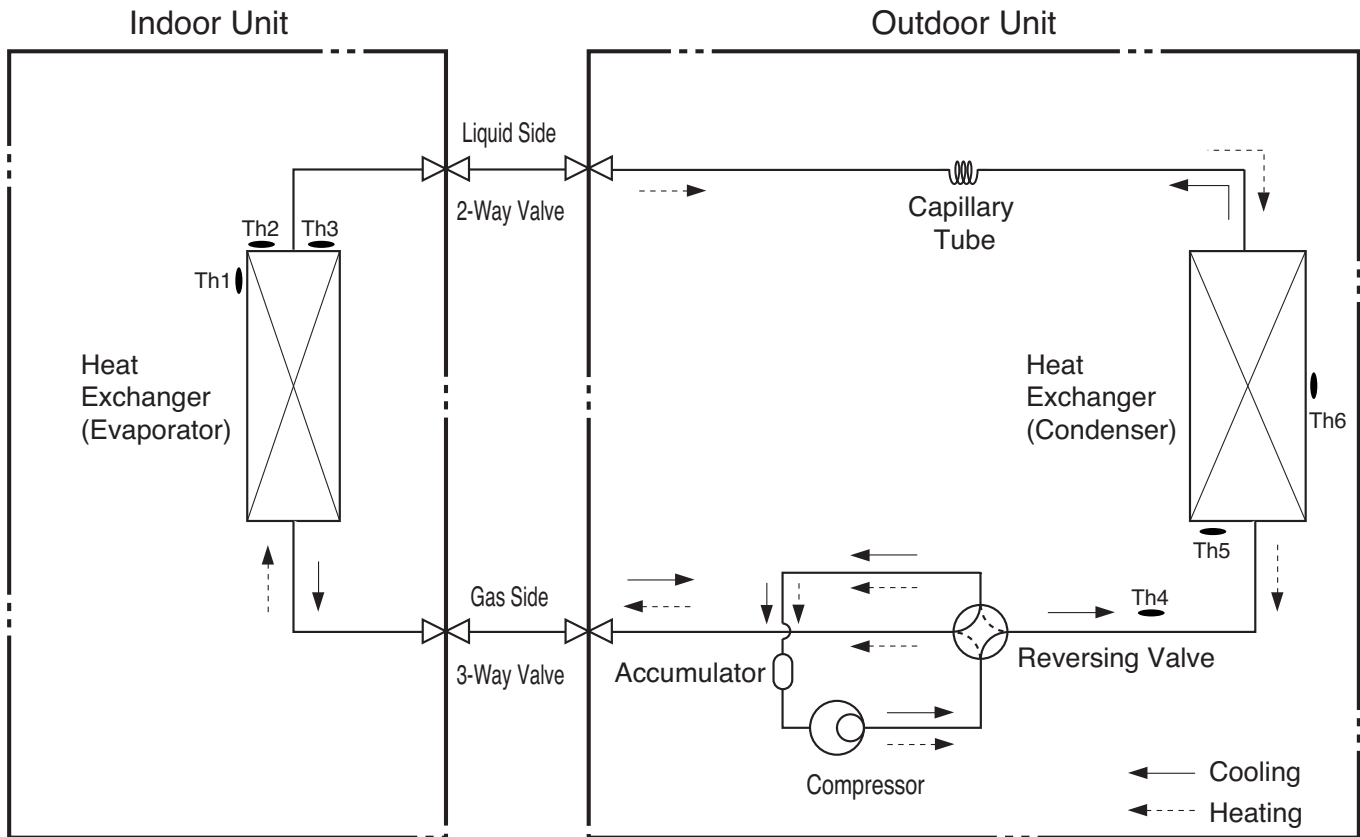 Indoor Unit
Outdoor Unit
Liquid Side
2-Way Valve
Capillary
Tube
Th2
Th3
Th1
Heat
Exchanger
(Evaporator)
Heat
Exchanger
(Condenser)
Th6
Th5
Th4
Gas Side
3-Way Valve
Accumulator
Reversing Valve
Compressor
Cooling
Heating